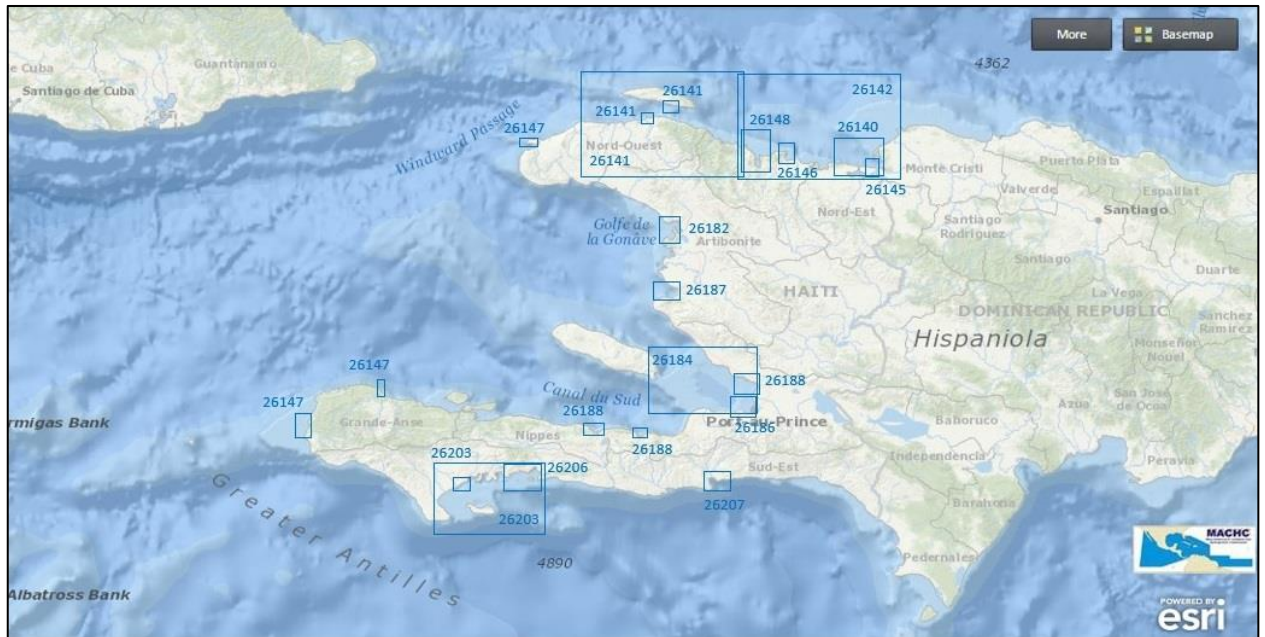 More
Basemap
4362
e Cuba
Guantánamo
Santiago de Cuba
26141
26142
26141
26148
26140
26147
Windward Passage
Nord-Ouest
26141
26146
26145
Monte Cristi
Puerto Plata
Valverde
Espaillat
Santiago
Nord-Est
Santiago
Rodríguez
Golfe de
la Gonâve
26182
Artibonite
Santiago
Duarte
26187
HAITI
La Vega
DOMINICAN REPUBLIC
Sanchez
Ramirez
Hispaniola
Monseñor
Nouel
26184
26147
26188
Canal du Sud
San José
de Ocoa
Azua
26147
26188
Port-au-Prince
26186
Baboruco
rmigas Bank
Grande-Anse
Nippes
26188
26203
26206
Sud-Est
Independencia
Peravia
26207
Barahona
26203
Greater Antilles
4890
Pedernales
MACHC
Albatross Bank
POWERED BY
esri